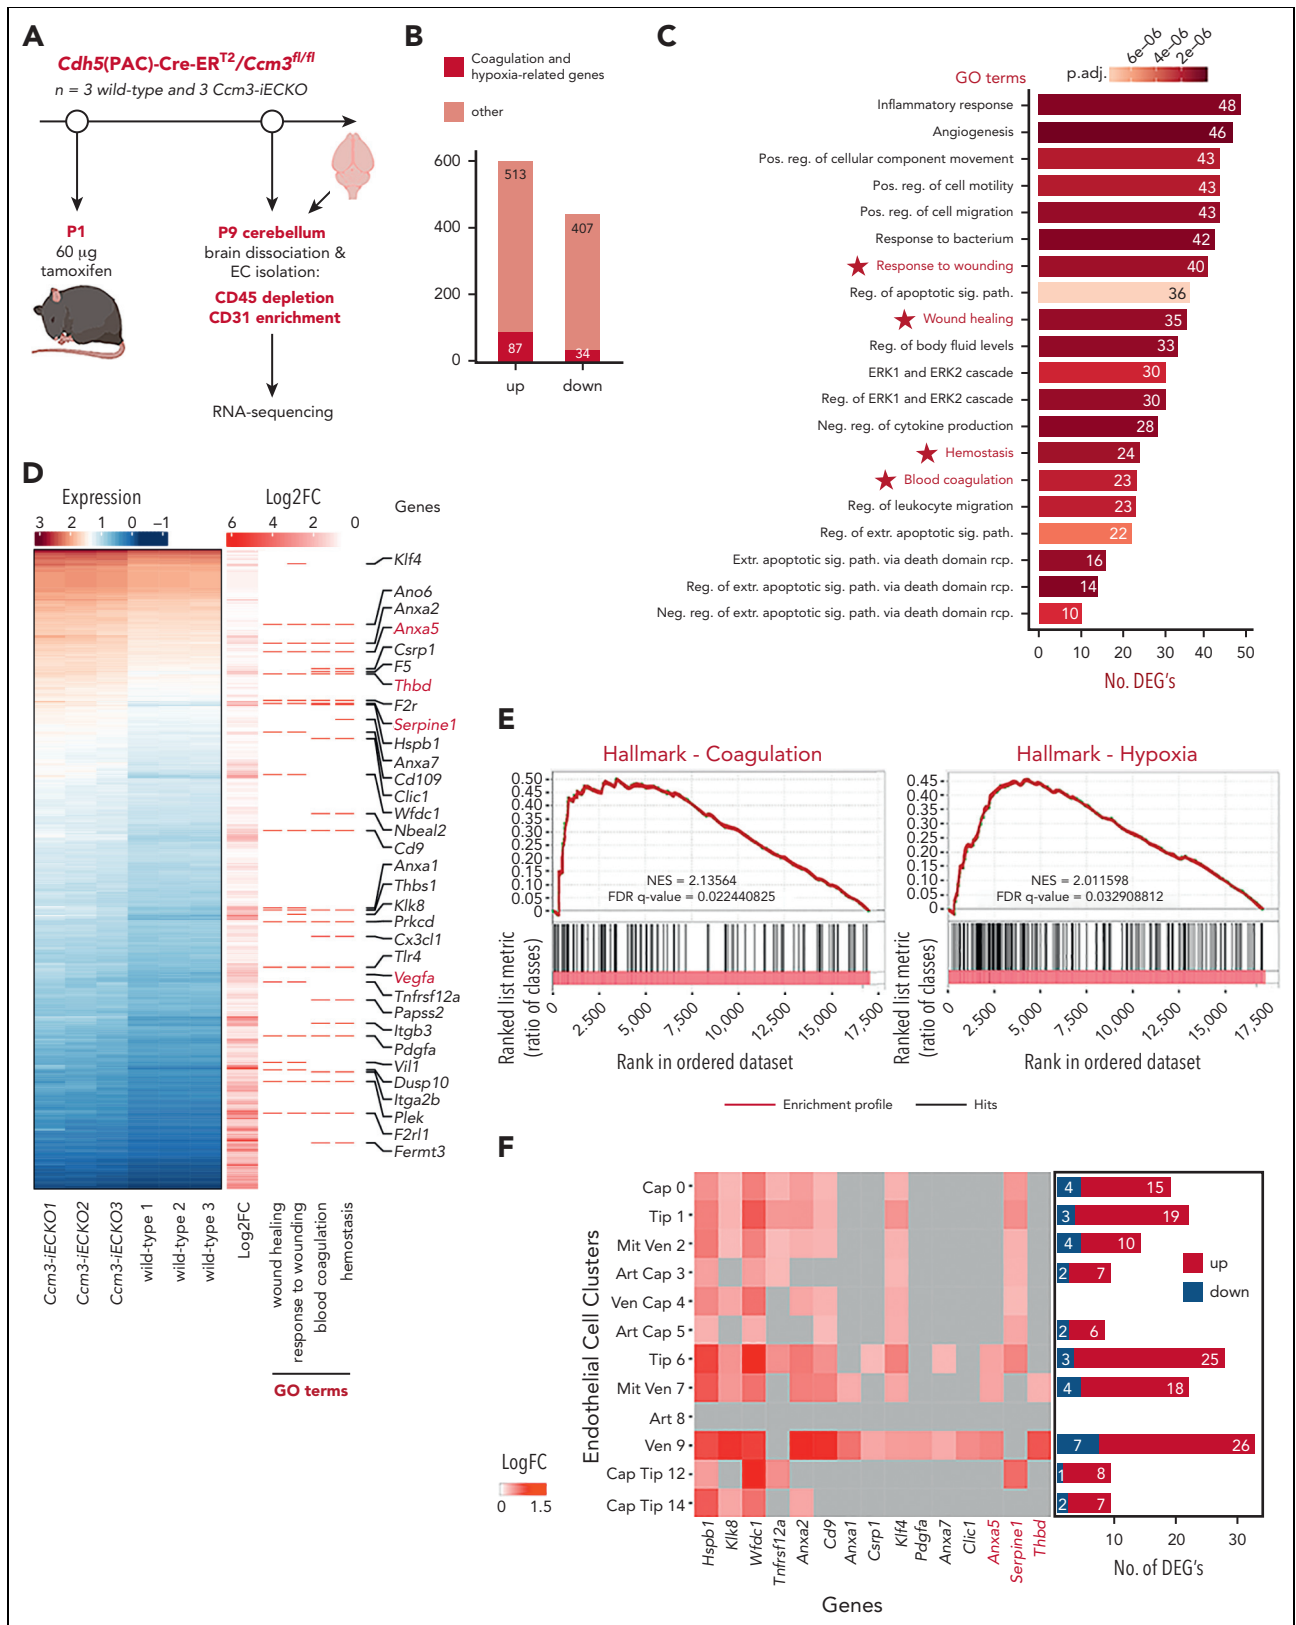 A
Cdh5(PAC)-Cre-ERT2/Ccm3fl/fl
n = 3 wild-type and 3 Ccm3-iECKO
P1
60 µg
tamoxifen
P9 cerebellum
brain dissociation &
EC isolation:
CD45 depletion
CD31 enrichment
RNA-sequencing
B
Coagulation and
hypoxia-related genes
other
600
400
200
0
513
87
407
34
up
down
C
GO terms
p.adj.
6e–06
4e–06
2e–06
Inflammatory response
48
Angiogenesis
46
Pos. reg. of cellular component movement
43
Pos. reg. of cell motility
43
Pos. reg. of cell migration
43
Response to bacterium
42
Response to wounding
40
Reg. of apoptotic sig. path.
36
Wound healing
35
Reg. of body fluid levels
33
ERK1 and ERK2 cascade
30
Reg. of ERK1 and ERK2 cascade
30
Neg. reg. of cytokine production
28
Hemostasis
24
Blood coagulation
23
Reg. of leukocyte migration
23
Reg. of extr. apoptotic sig. path.
22
Extr. apoptotic sig. path. via death domain rcp.
16
Reg. of extr. apoptotic sig. path. via death domain rcp.
14
Neg. reg. of extr. apoptotic sig. path. via death domain rcp.
10
0 10 20 30 40 50
No. DEG's
D
Expression
3 2 1 0 –1
Log2FC
6 4 2 0
Genes
Klf4
Ano6
Anxa2
Anxa5
Csrp1
F5
Thbd
F2r
Serpine1
Hspb1
Anxa7
Cd109
Clic1
Wfdc1
Nbeal2
Cd9
Anxa1
Thbs1
Klk8
Prkcd
Cx3cl1
Tlr4
Vegfa
Tnfrsf12a
Papss2
Itgb3
Pdgfa
Vil1
Dusp10
Itga2b
Plek
F2rl1
Fermt3
Ccm3-iECKO1
Ccm3-iECKO2
Ccm3-iECKO3
wild-type 1
wild-type 2
wild-type 3
Log2FC
wound healing
response to wounding
blood coagulation
hemostasis
GO terms
E
Hallmark - Coagulation
0.50
0.45
0.40
0.35
0.30
0.25
0.20
0.15
0.10
0.05
0
NES = 2.13564
FDR q-value = 0.022440825
Ranked list metric
(ratio of classes)
0
2,500
5,000
7,500
10,000
12,500
15,000
17,500
Rank in ordered dataset
Hallmark - Hypoxia
0.45
0.40
0.35
0.30
0.25
0.20
0.15
0.10
0.05
0
NES = 2.011598
FDR q-value = 0.032908812
Ranked list metric
(ratio of classes)
0
2,500
5,000
7,500
10,000
12,500
15,000
17,500
Rank in ordered dataset
Enrichment profile
Hits
F
Endothelial Cell Clusters
Cap 0
Tip 1
Mit Ven 2
Art Cap 3
Ven Cap 4
Art Cap 5
Tip 6
Mit Ven 7
Art 8
Ven 9
Cap Tip 12
Cap Tip 14
LogFC
0 1.5
Hspb1
Klk8
Wfdc1
Tnfrsf12a
Anxa2
Cd9
Anxa1
Csrp1
Klf4
Pdgfa
Anxa7
Clic1
Anxa5
Serpine1
Thbd
Genes
4 15
3 19
4 10
2 7
2 6
3 25
4 18
7 26
1 8
2 7
up
down
10 20 30
No. of DEG's